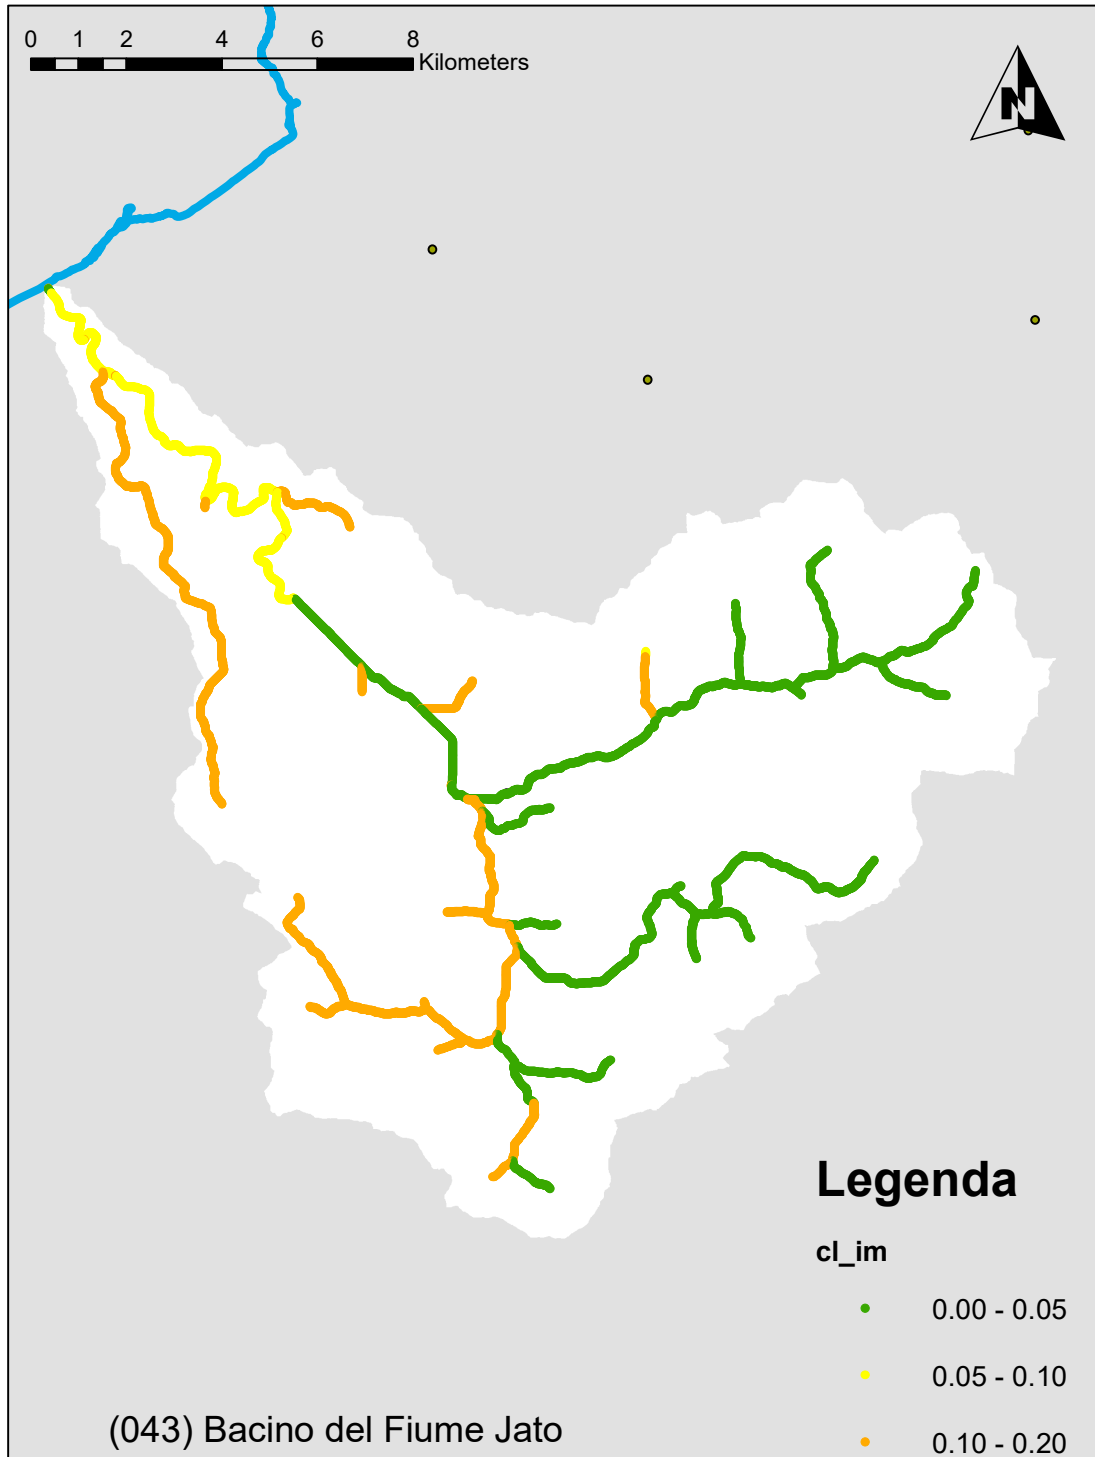 0 1 2 4 6 8
Kilometers
N
Legenda
cl_im
0.00 - 0.05
0.05 - 0.10
0.10 - 0.20
(043) Bacino del Fiume Jato